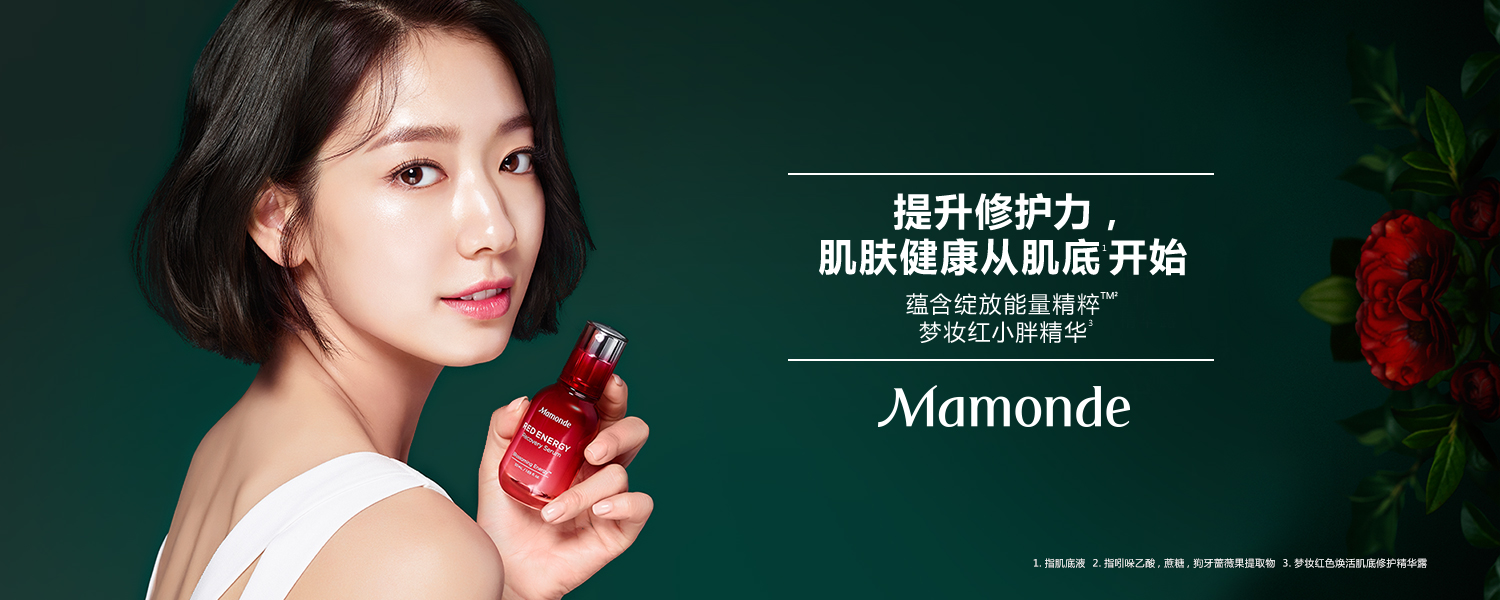 提升修护力，
肌肤健康从肌底1开始
蕴含绽放能量精粹™²
梦妆红小胖精华3
Mamonde
Mamonde
RED ENERGY
Recovery Serum
Blooming Energy™
1. 指肌底液 2. 指吲哚乙酸，蔗糖，狗牙蔷薇果提取物 3. 梦妆红色焕活肌底修护精华露